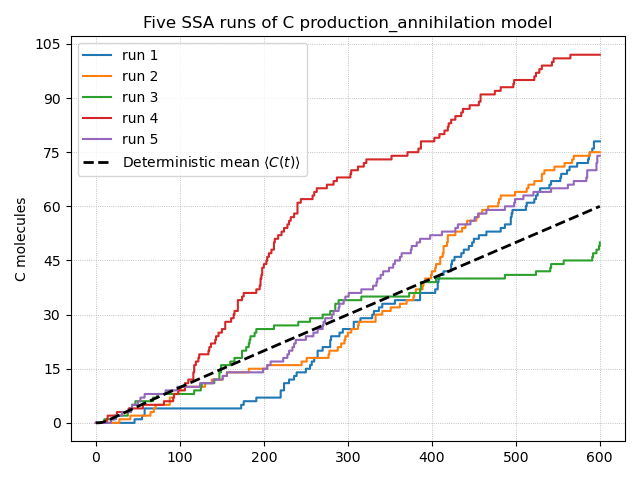 Five SSA runs of C production_annihilation model
105
90
75
60
45
30
15
0
C molecules
run 1
run 2
run 3
run 4
run 5
Deterministic mean ⟨C(t)⟩
0 100 200 300 400 500 600